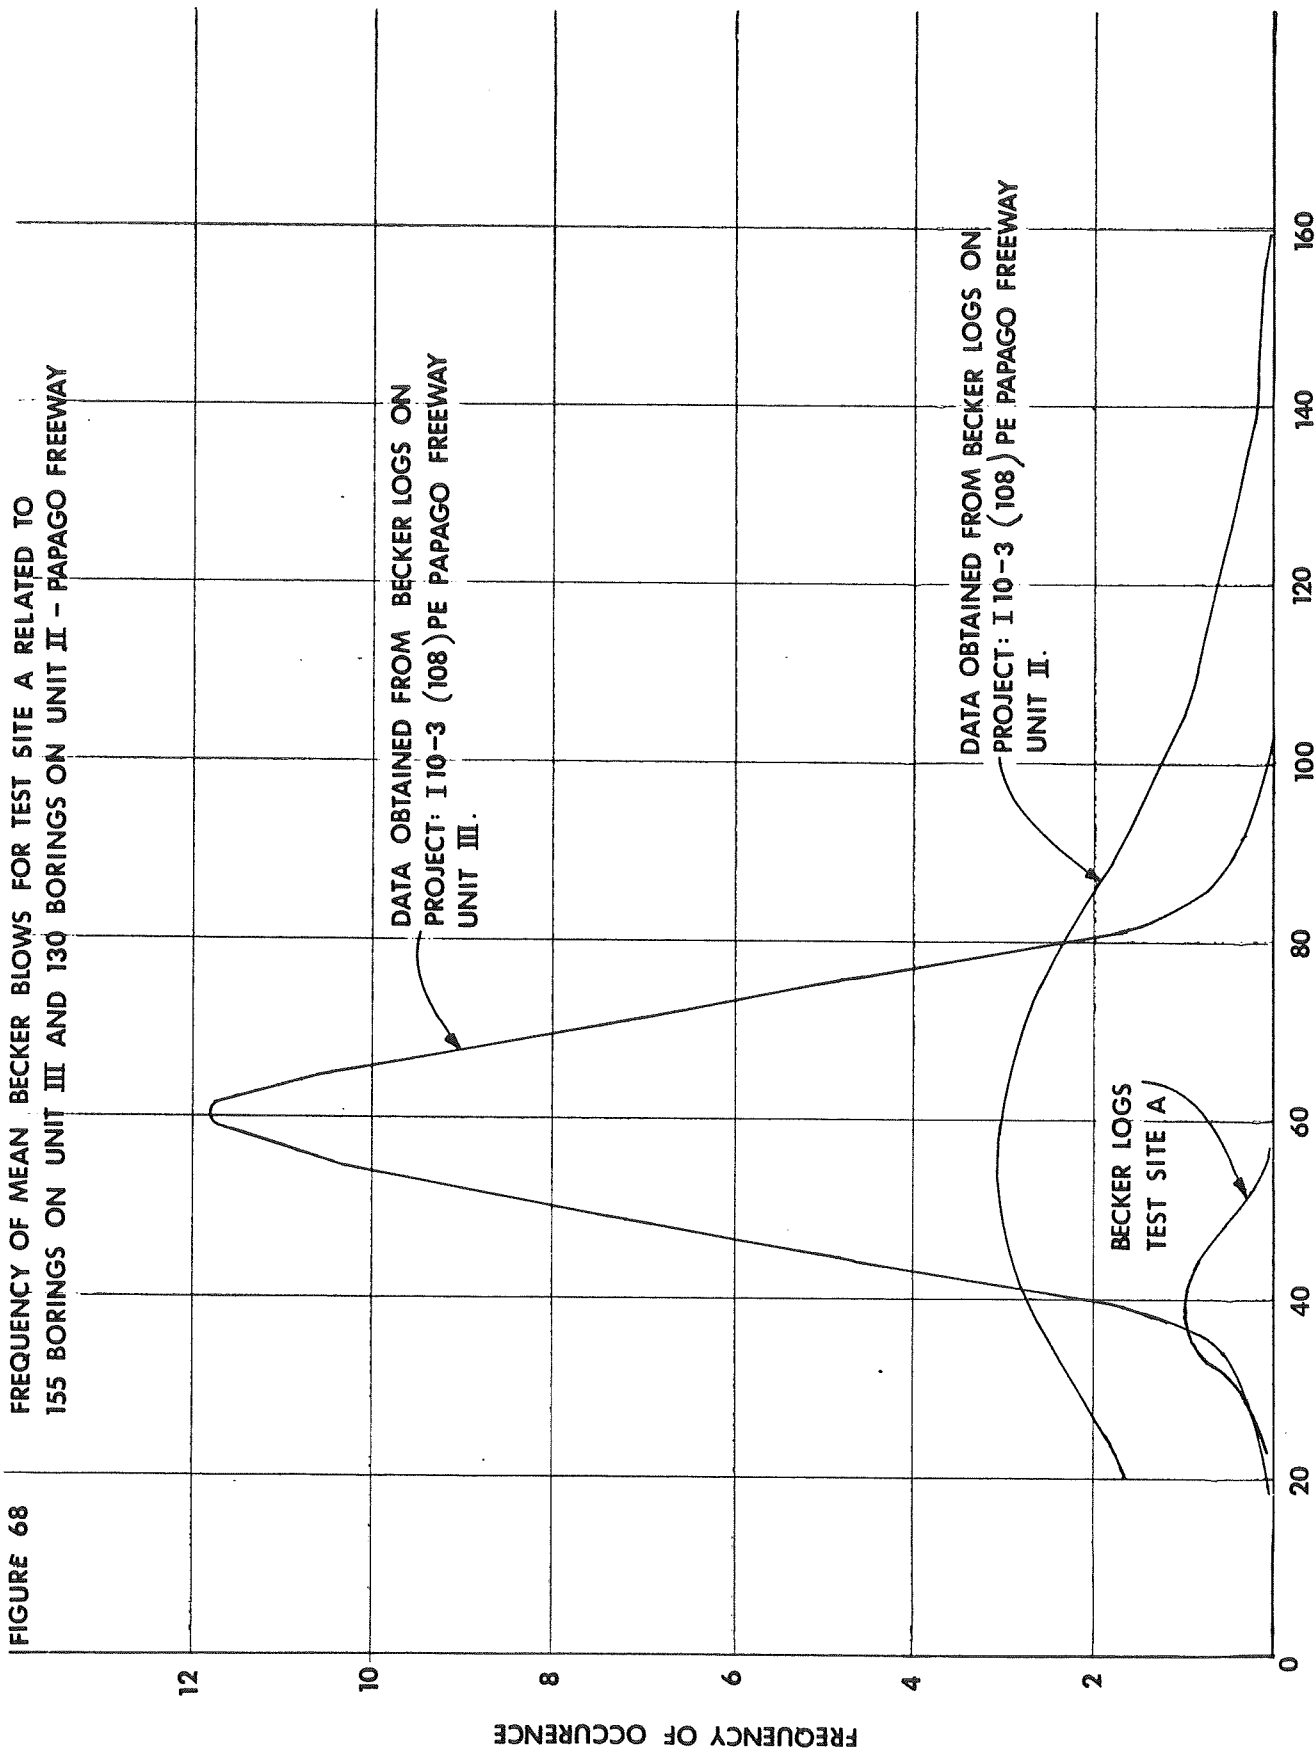 FIGURE 68
FREQUENCY OF MEAN BECKER BLOWS FOR TEST SITE A RELATED TO
155 BORINGS ON UNIT III AND 130 BORINGS ON UNIT II - PAPAGO FREEWAY
FREQUENCY OF OCCURENCE
12
10
8
6
4
2
0
20
40
60
80
100
120
140
160
DATA OBTAINED FROM BECKER LOGS ON
PROJECT: I 10-3 (108) PE PAPAGO FREEWAY
UNIT III.
DATA OBTAINED FROM BECKER LOGS ON
PROJECT: I 10-3 (108) PE PAPAGO FREEWAY
UNIT II.
BECKER LOGS
TEST SITE A